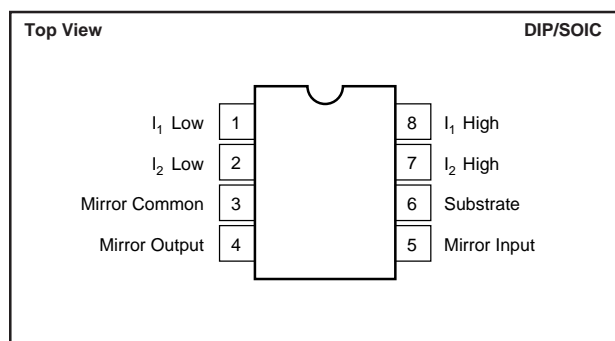 Top View DIP/SOIC
I1 Low 1 8 I1 High
I2 Low 2 7 I2 High
Mirror Common 3 6 Substrate
Mirror Output 4 5 Mirror Input